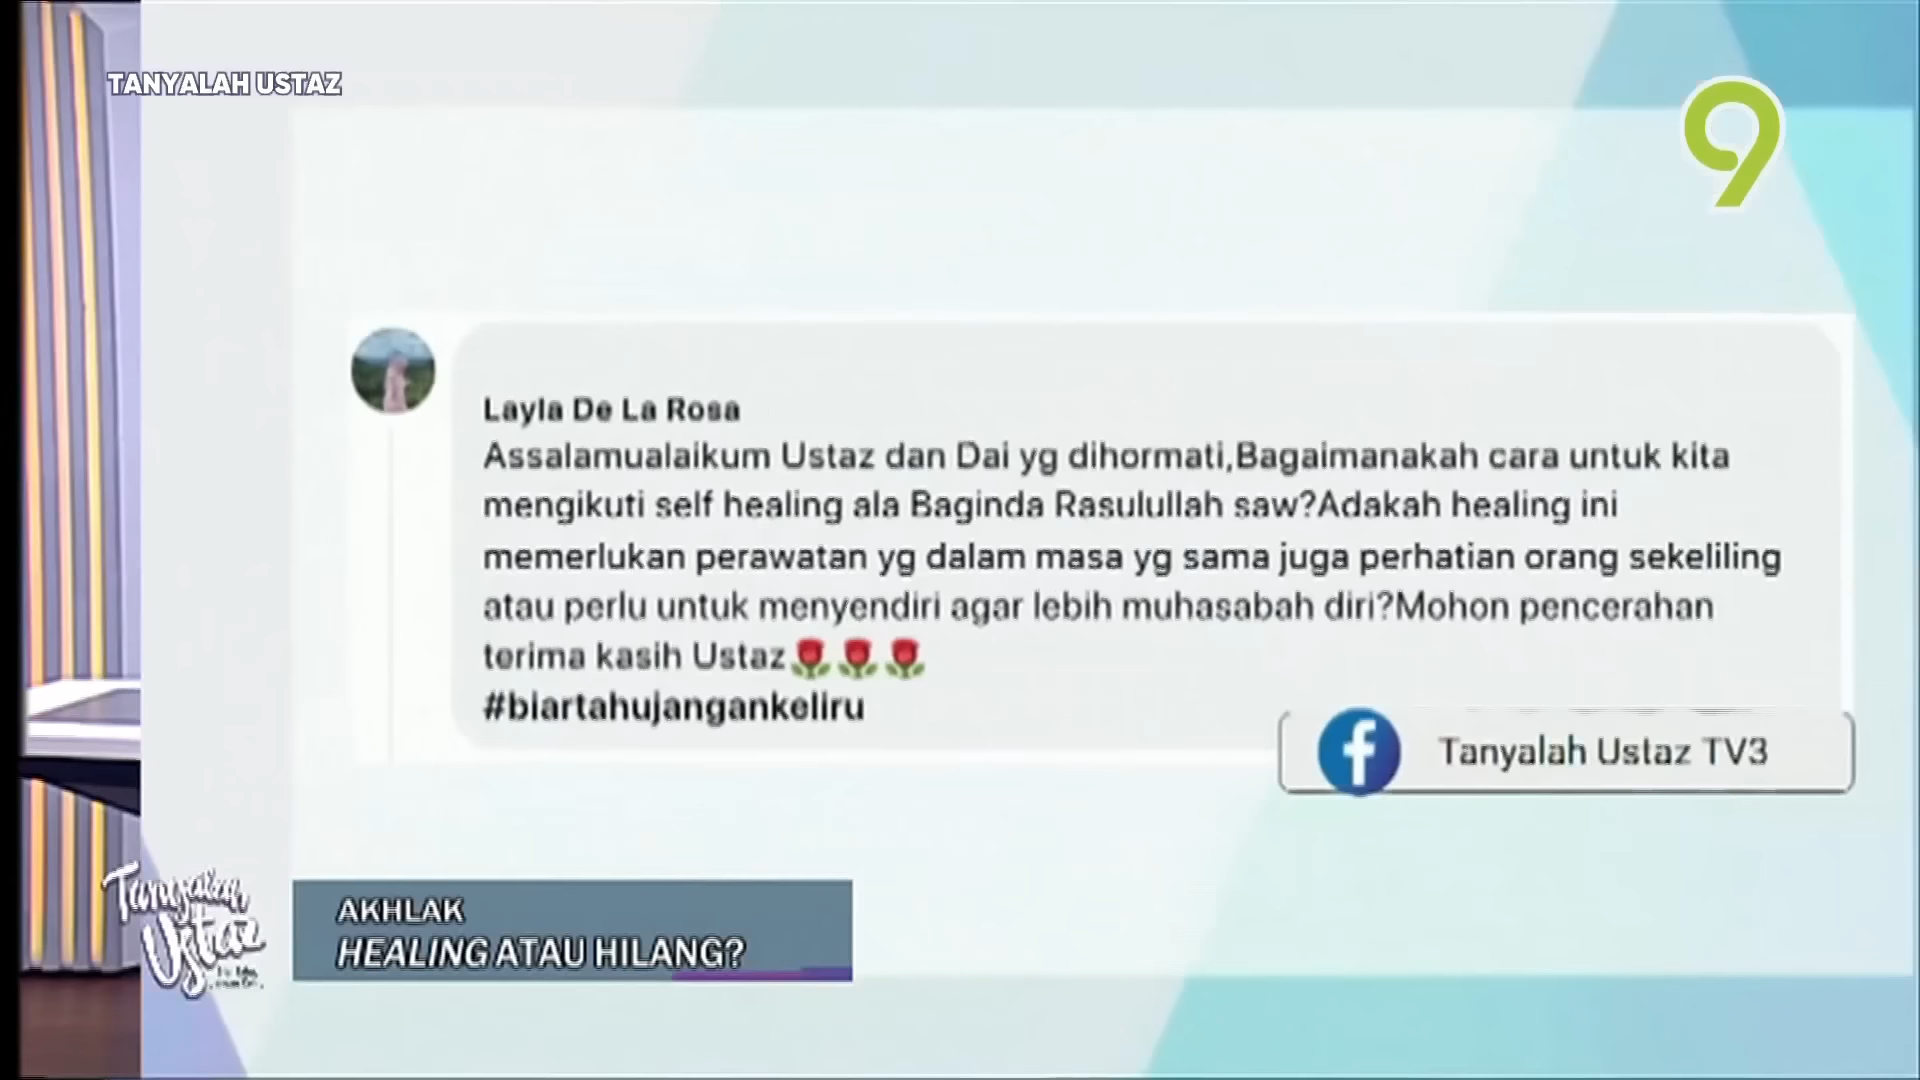 TANYALAH USTAZ
9
Layla De La Rosa
Assalamualaikum Ustaz dan Dai yg dihormati,Bagaimanakah cara untuk kita
mengikuti self healing ala Baginda Rasulullah saw?Adakah healing ini
memerlukan perawatan yg dalam masa yg sama juga perhatian orang sekeliling
atau perlu untuk menyendiri agar lebih muhasabah diri?Mohon pencerahan
terima kasih Ustaz🌹🌹🌹
#biartahujangankeliru
f Tanyalah Ustaz TV3
Tanyalah
Ustaz
AKHLAK
HEALING ATAU HILANG?